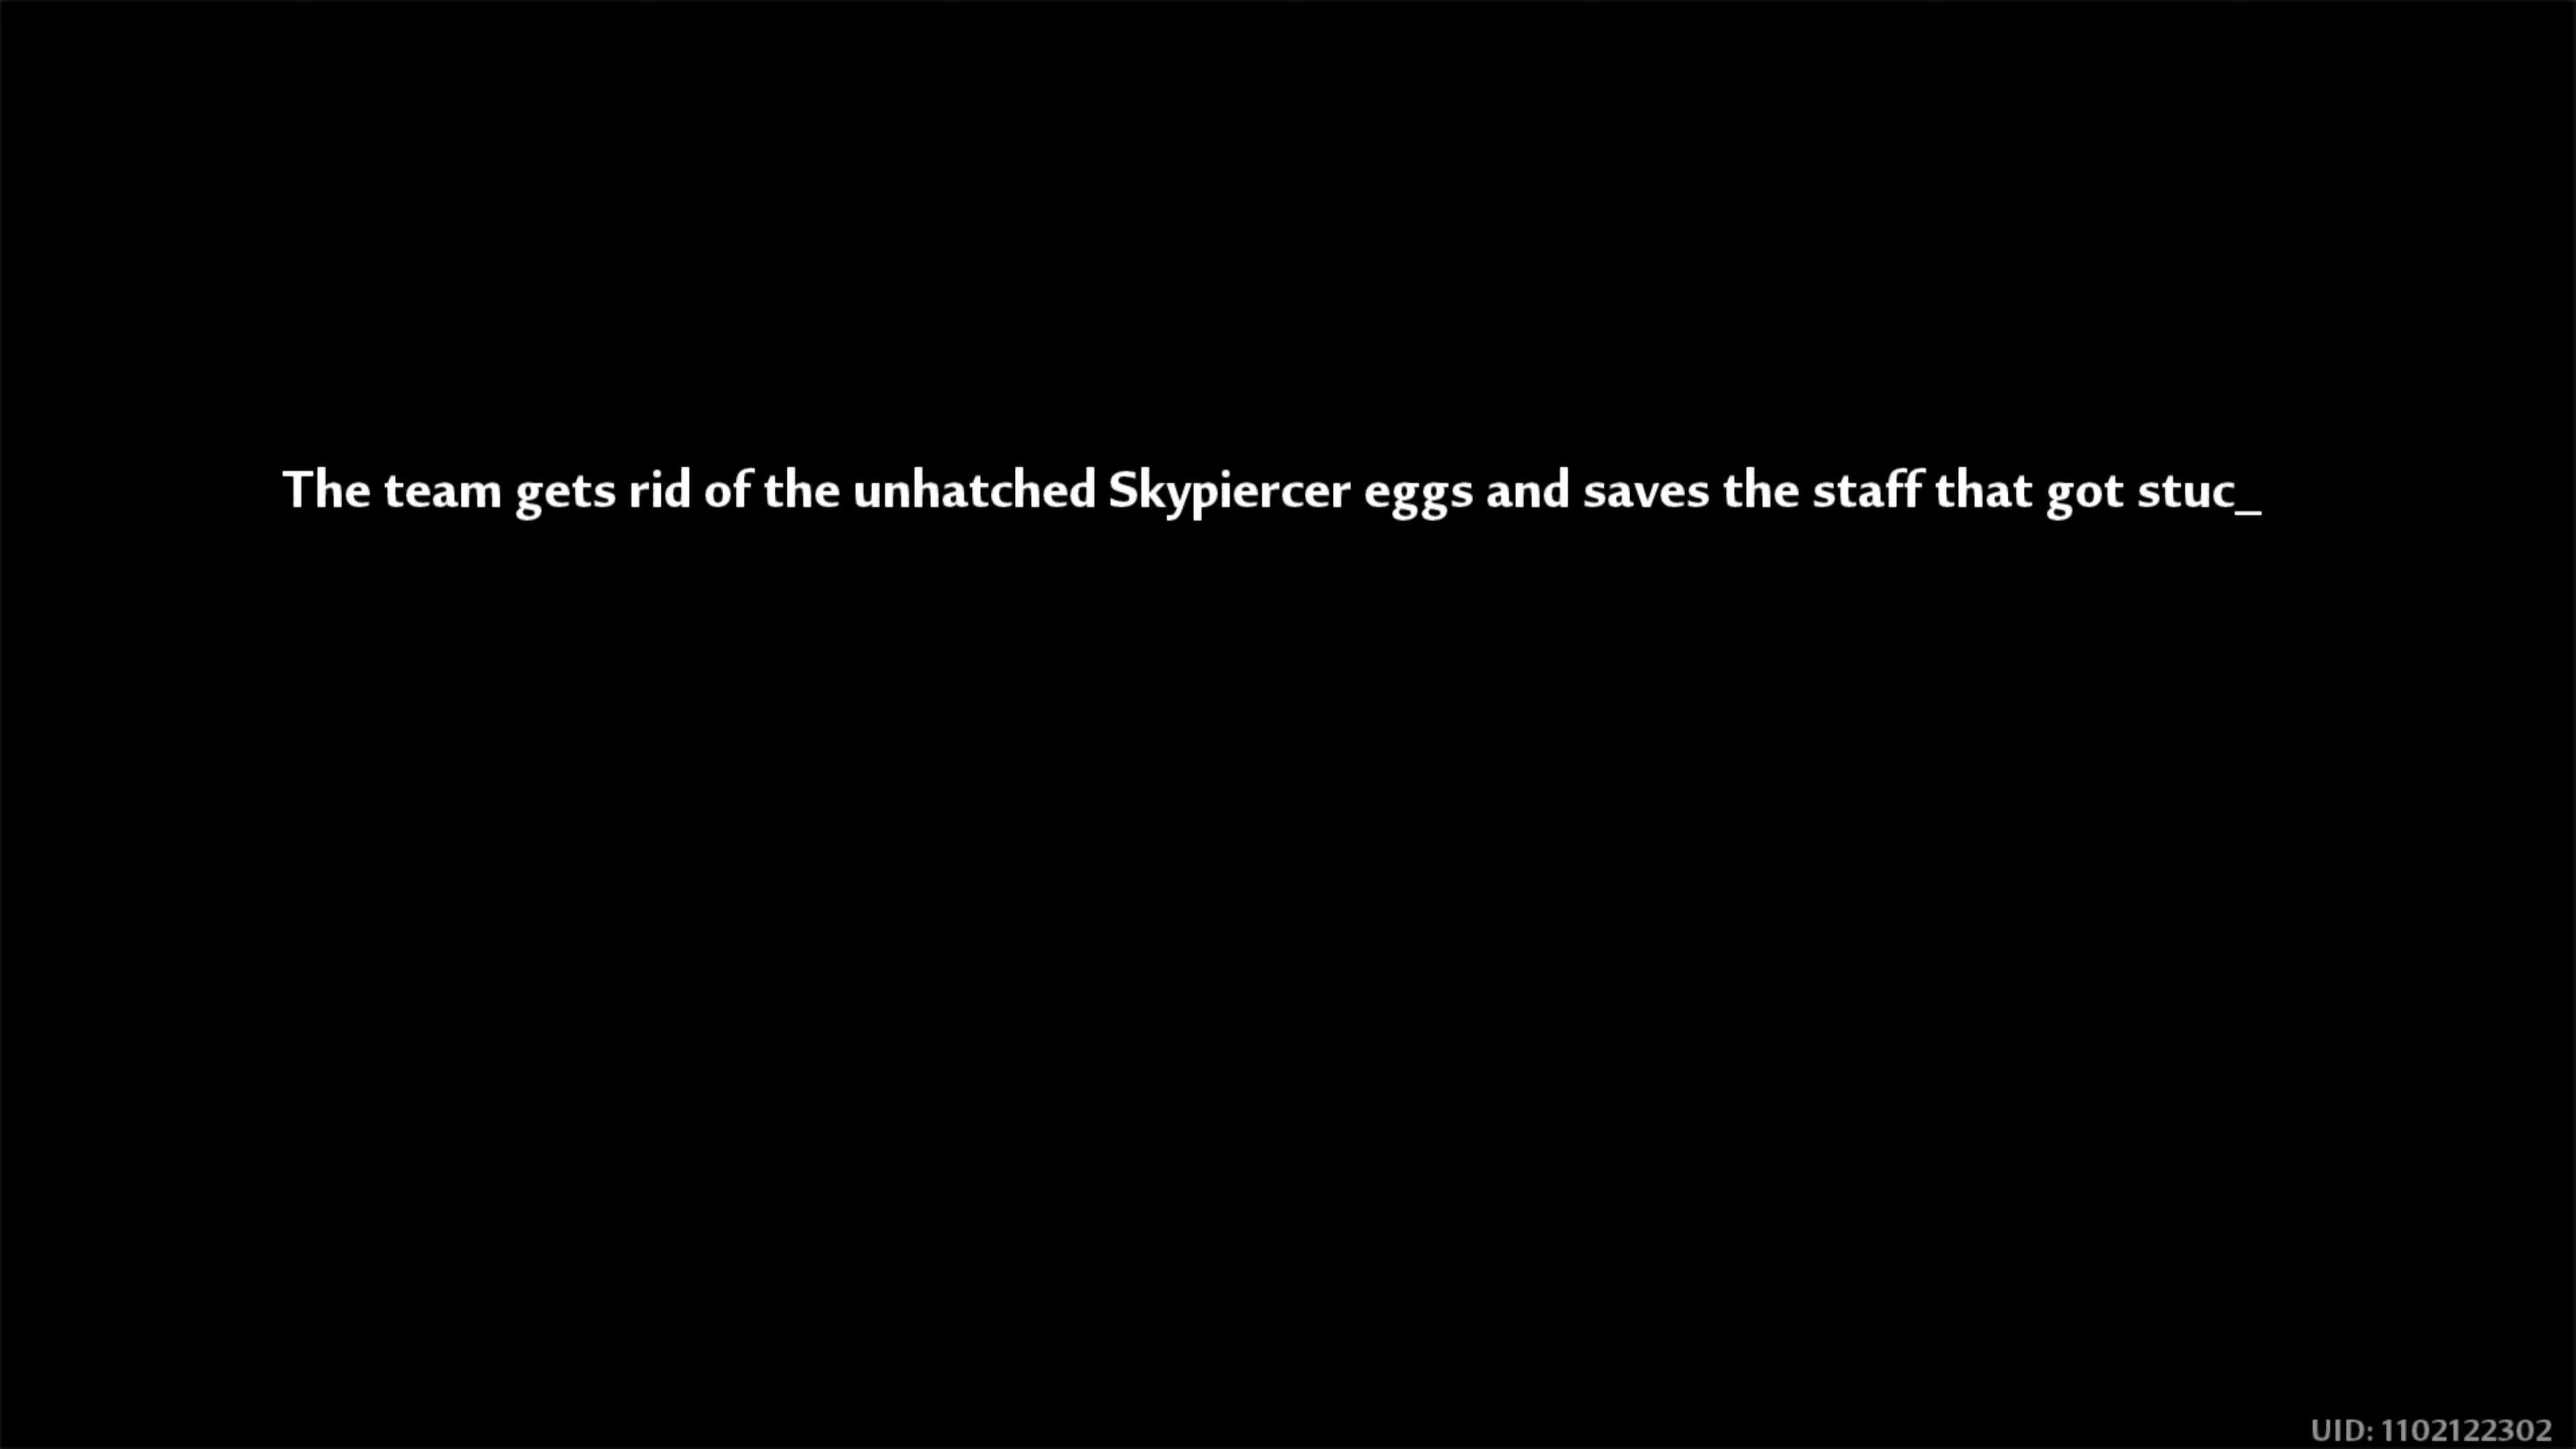 The team gets rid of the unhatched Skypiercer eggs and saves the staff that got stuc_
UID: 1102122302